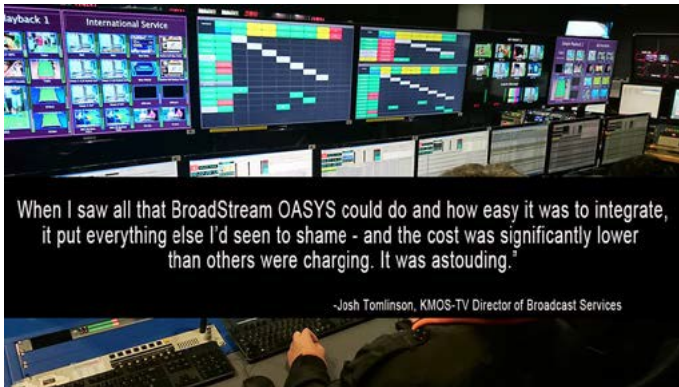 layback 1
International Service
When I saw all that BroadStream OASYS could do and how easy it was to integrate,
it put everything else I'd seen to shame - and the cost was significantly lower
than others were charging. It was astouding."
-Josh Tomlinson, KMOS-TV Director of Broadcast Services